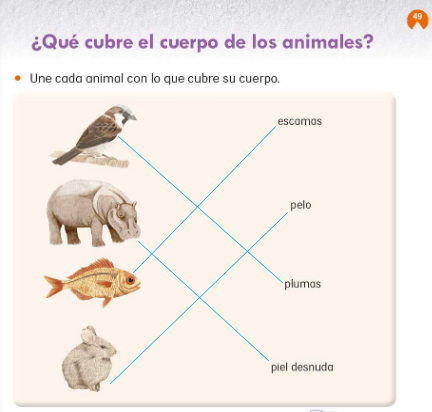 49
¿Qué cubre el cuerpo de los animales?
• Une cada animal con lo que cubre su cuerpo.
escamas
pelo
plumas
piel desnuda